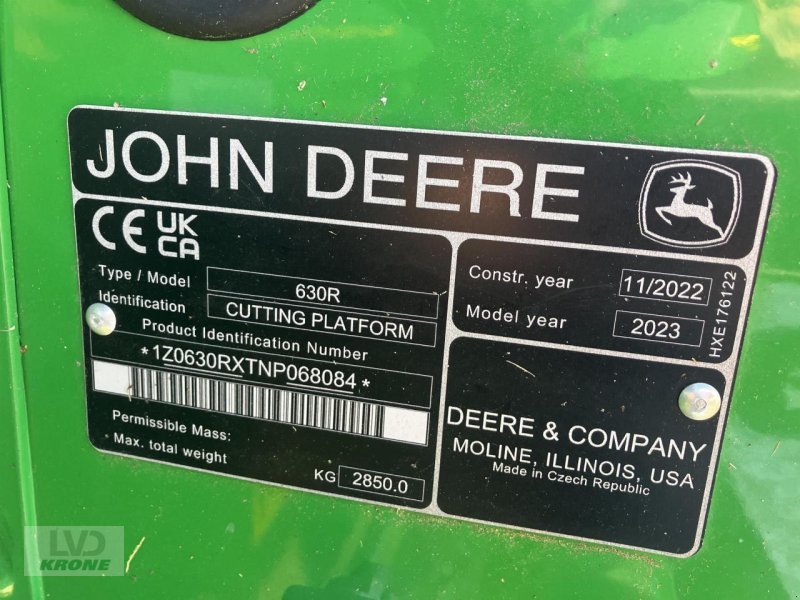 JOHN DEERE
CE UK CA
Type / Model 630R
Identification CUTTING PLATFORM
Product Identification Number
*1Z0630RXTNP068084*
Permissible Mass:
Max. total weight KG 2850.0
Constr. year 11/2022
Model year 2023
HXE176122
DEERE & COMPANY
MOLINE, ILLINOIS, USA
Made in Czech Republic
LVD
KRONE